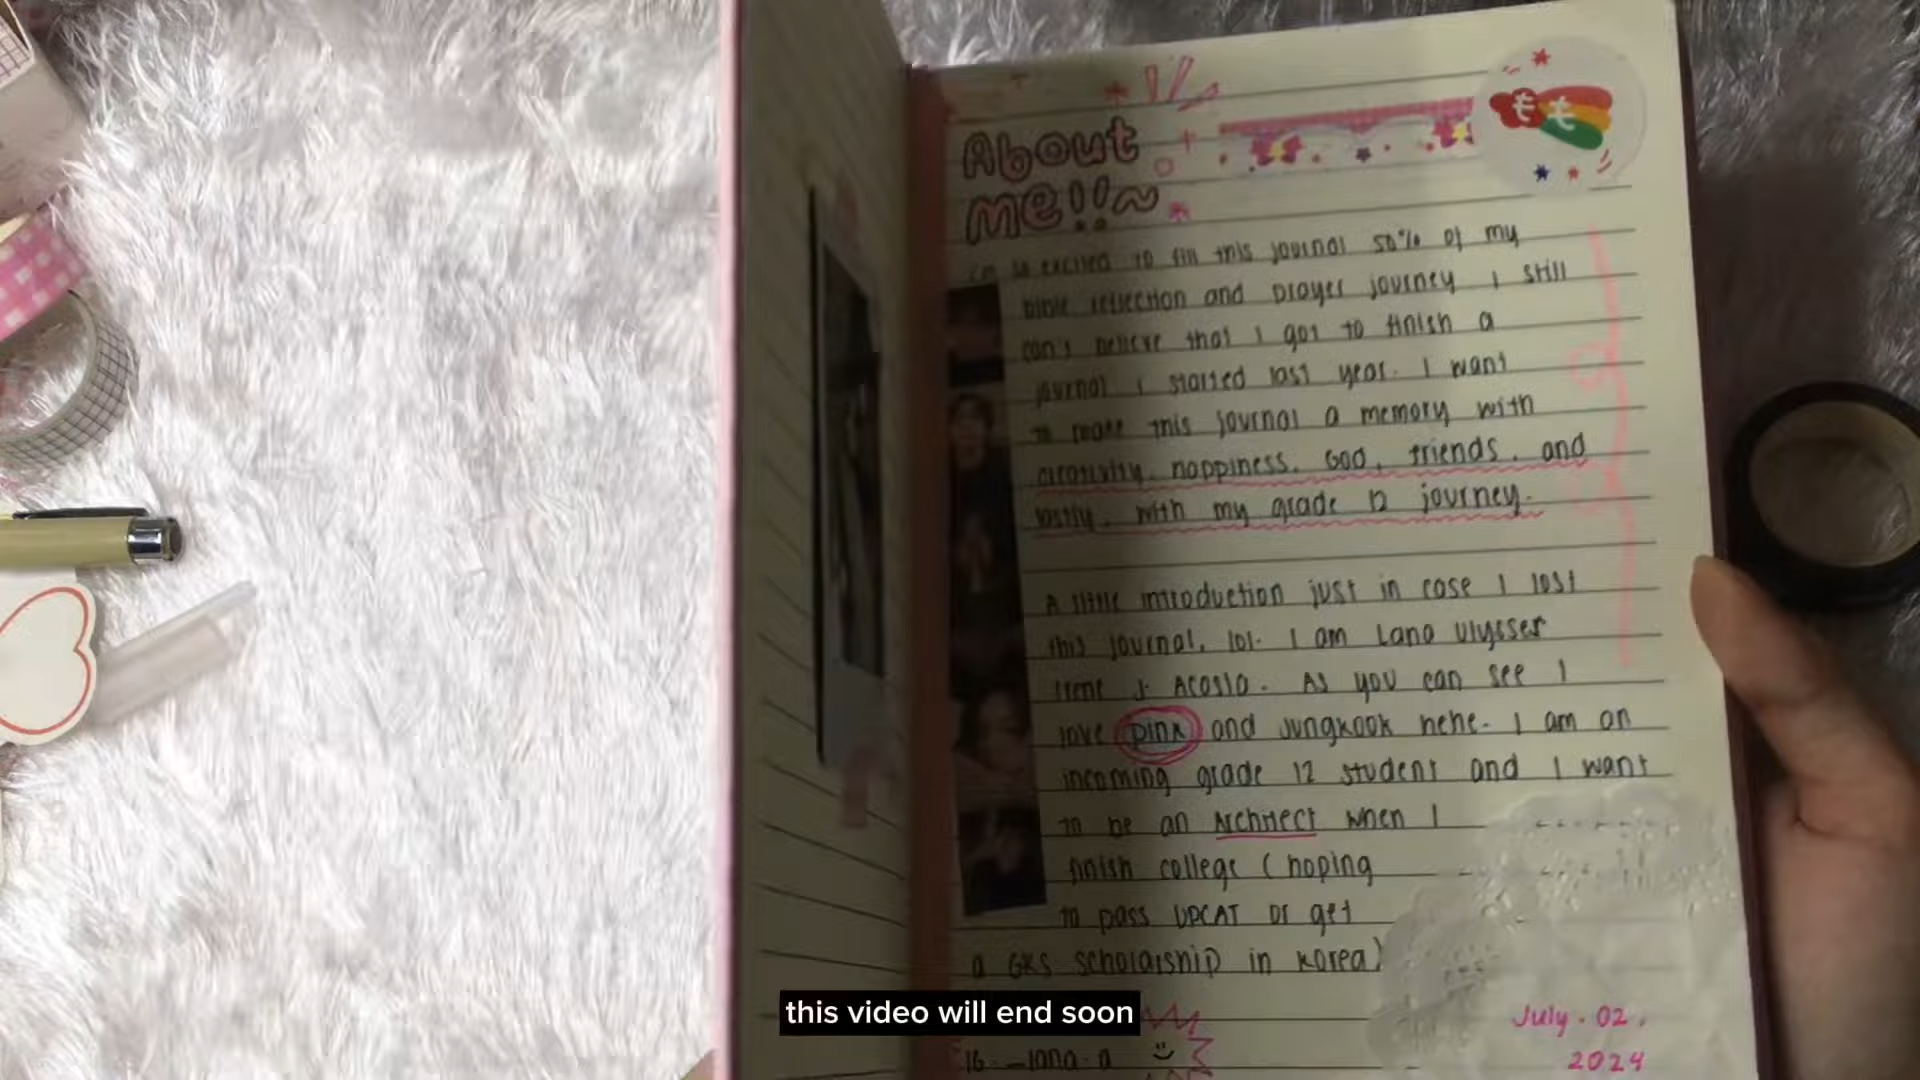 About
me!!~
もも
i'm so excited to fill this journal 50% of my
bible reflection and prayer journey I still
can't believe that I got to finish a
journal I started last year. I want
to make this journal a memory with
creativity, happiness, God, friends, and
lastly, with my grade 12 journey.
A little introduction just in case I lost
this journal, lol. I am Lana Ulysser
Irene J. Acosta. As you can see I
love pink and Jungkook hehe. I am an
incoming grade 12 student and I want
to be an Architect when I
finish college (hoping
to pass UPCAT or get
a GKS scholarship in Korea)
this video will end soon
July. 02,
2024